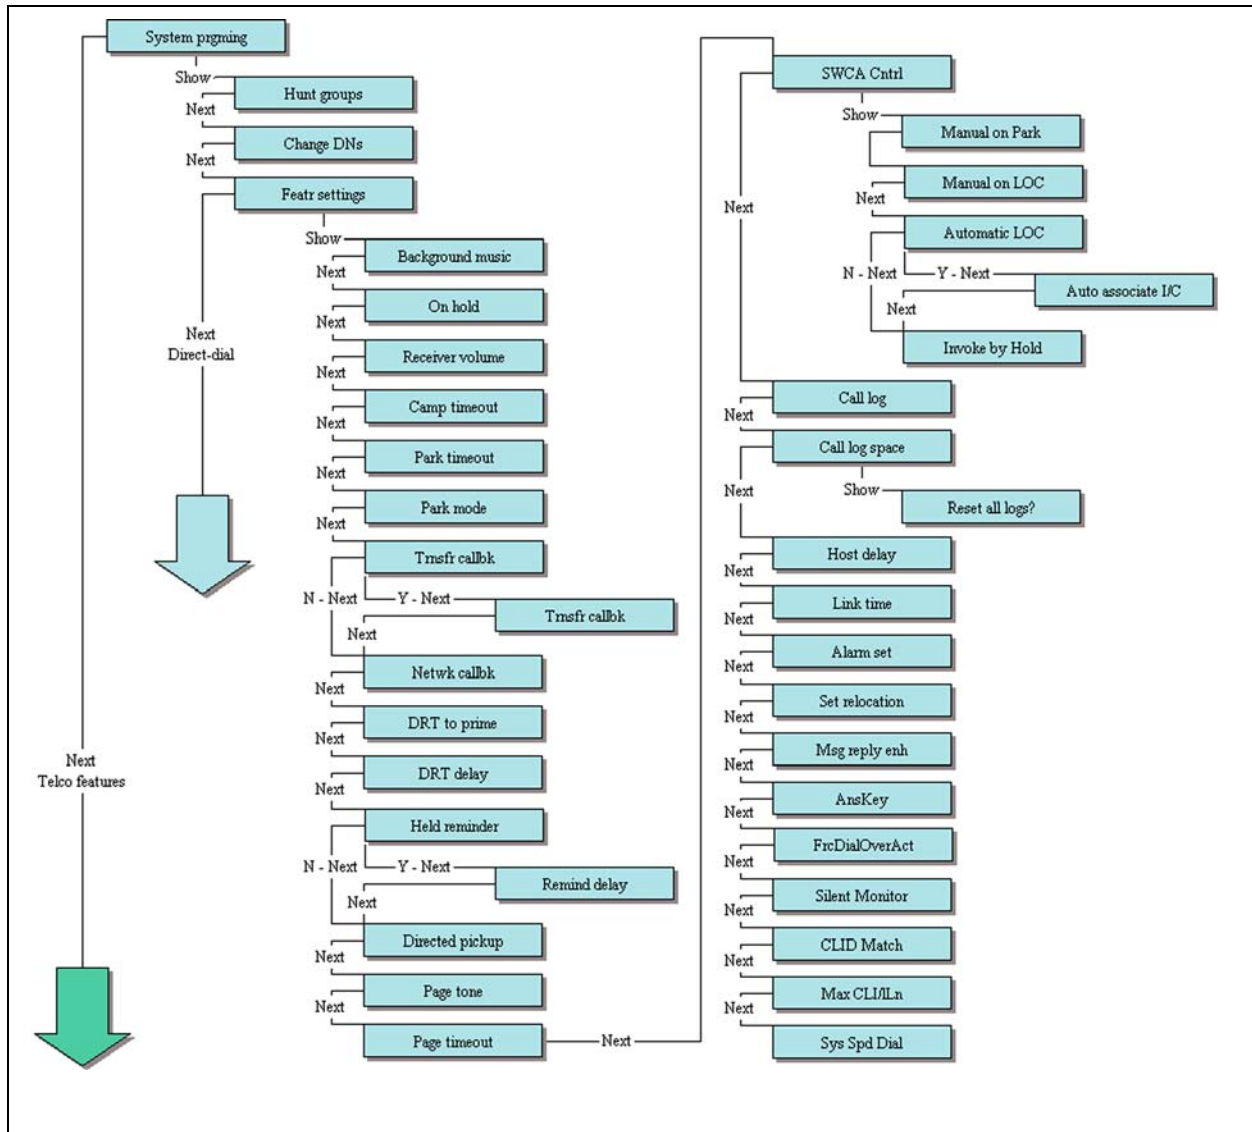 System prgming
Show
Hunt groups
Next
Change DNs
Next
Featr settings
Next
Direct-dial
Next
Telco features
Show
Background music
Next
On hold
Next
Receiver volume
Next
Camp timeout
Next
Park timeout
Next
Park mode
Next
Trnsfr callbk
N - Next
Y - Next
Trnsfr callbk
Next
Netwk callbk
Next
DRT to prime
Next
DRT delay
Next
Held reminder
N - Next
Y - Next
Remind delay
Next
Directed pickup
Next
Page tone
Next
Page timeout
Next
SWCA Cntrl
Show
Manual on Park
Manual on LOC
Next
Automatic LOC
N - Next
Y - Next
Auto associate I/C
Next
Invoke by Hold
Next
Call log
Next
Call log space
Show
Reset all logs?
Next
Host delay
Next
Link time
Next
Alarm set
Next
Set relocation
Next
Msg reply enh
Next
AnsKey
Next
FrcDialOverAct
Next
Silent Monitor
Next
CLID Match
Next
Max CLI/lLn
Next
Sys Spd Dial